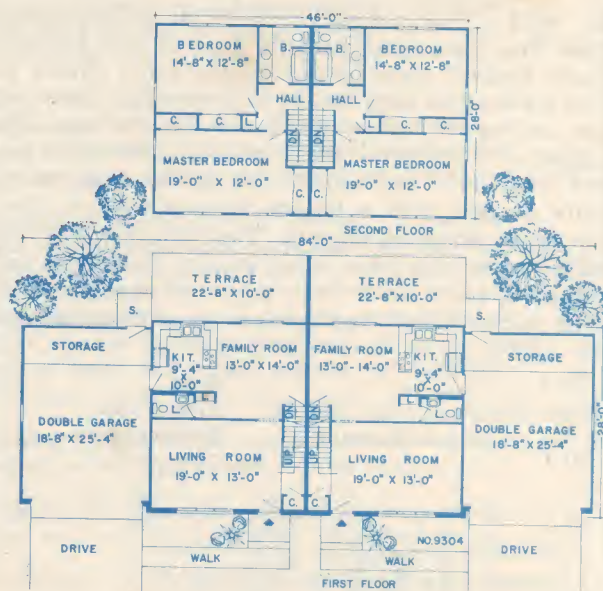 46'-0"
BEDROOM
14'-8" X 12'-8"
B.
B.
BEDROOM
14'-8" X 12'-8"
HALL
HALL
C.
C.
L.
DN.
DN.
L.
C.
C.
28'-0"
MASTER BEDROOM
19'-0" X 12'-0"
C.
C.
MASTER BEDROOM
19'-0" X 12'-0"
SECOND FLOOR
84'-0"
TERRACE
22'-8" X 10'-0"
TERRACE
22'-8" X 10'-0"
S.
S.
STORAGE
KIT.
9'-4"
X
10'-0"
FAMILY ROOM
13'-0" X 14'-0"
FAMILY ROOM
13'-0" - 14'-0"
KIT.
9'-4"
X
10'-0"
STORAGE
L.
L.
L.
L.
DOUBLE GARAGE
18'-8" X 25'-4"
DN.
DN.
UP
UP
LIVING ROOM
19'-0" X 13'-0"
LIVING ROOM
19'-0" X 13'-0"
DOUBLE GARAGE
18'-8" X 25'-4"
28'-0"
C.
C.
DRIVE
WALK
WALK
NO.9304
DRIVE
FIRST FLOOR